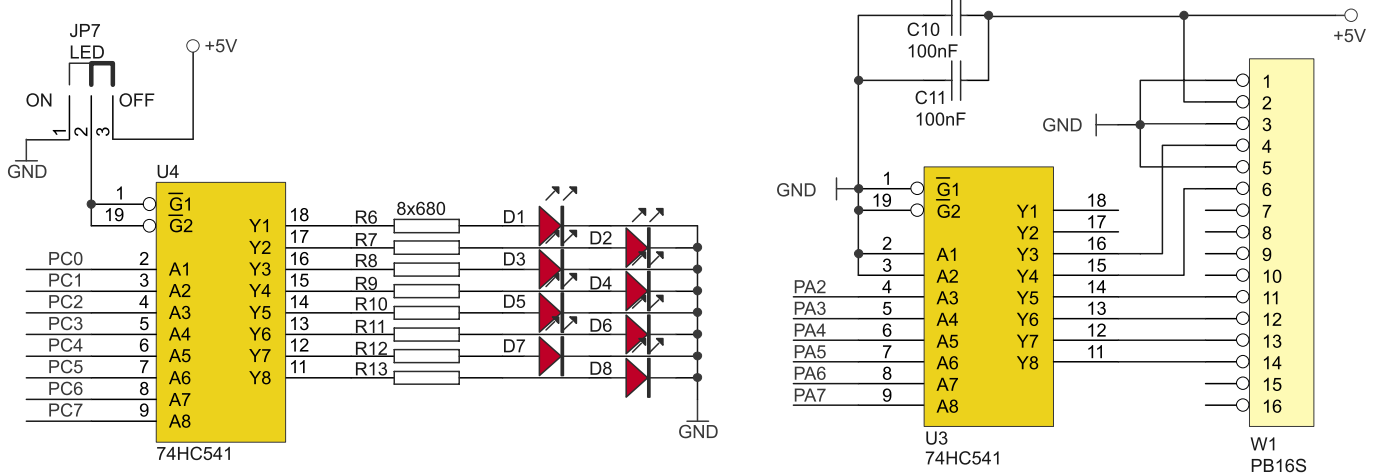 JP7
LED
ON
OFF
1
2
3
+5V
GND
U4
1
19
G1
G2
PC0 2 A1
PC1 3 A2
PC2 4 A3
PC3 5 A4
PC4 6 A5
PC5 7 A6
PC6 8 A7
PC7 9 A8
Y1 18 R6 8x680 D1
Y2 17 R7 D2
Y3 16 R8 D3
Y4 15 R9 D4
Y5 14 R10 D5
Y6 13 R11 D6
Y7 12 R12 D7
Y8 11 R13 D8
74HC541
GND
C10
100nF
C11
100nF
+5V
GND
GND
1 G1
19 G2
2 A1
3 A2
PA2 4 A3
PA3 5 A4
PA4 6 A5
PA5 7 A6
PA6 8 A7
PA7 9 A8
Y1 18
Y2 17
Y3 16
Y4 15
Y5 14
Y6 13
Y7 12
Y8 11
U3
74HC541
1
2
3
4
5
6
7
8
9
10
11
12
13
14
15
16
W1
PB16S